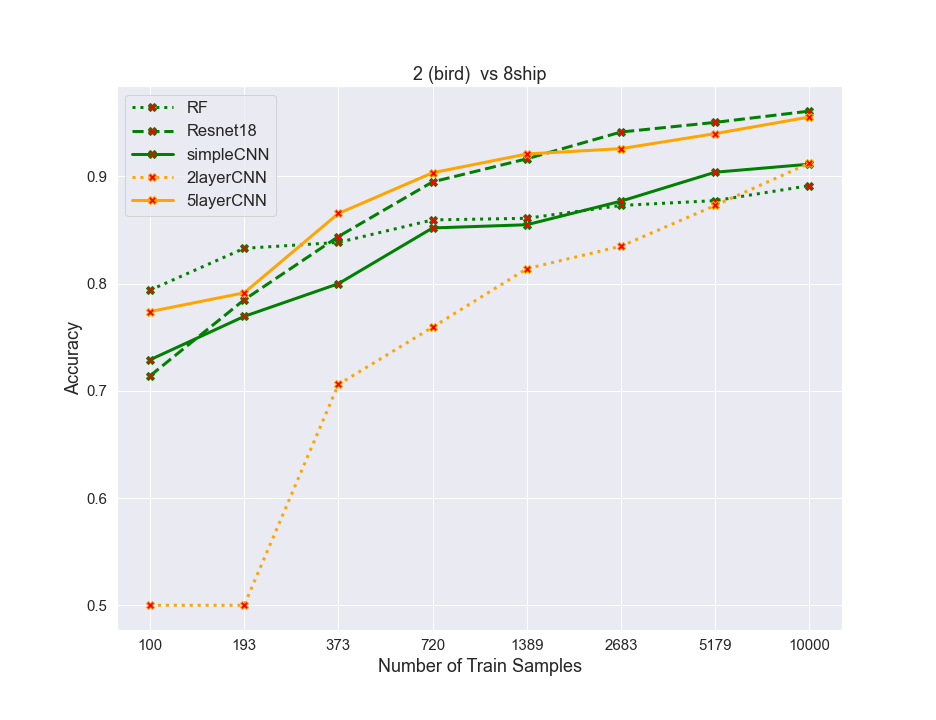 2 (bird)  vs 8ship
RF
Resnet18
simpleCNN
2layerCNN
5layerCNN
Accuracy
0.9
0.8
0.7
0.6
0.5
100 193 373 720 1389 2683 5179 10000
Number of Train Samples